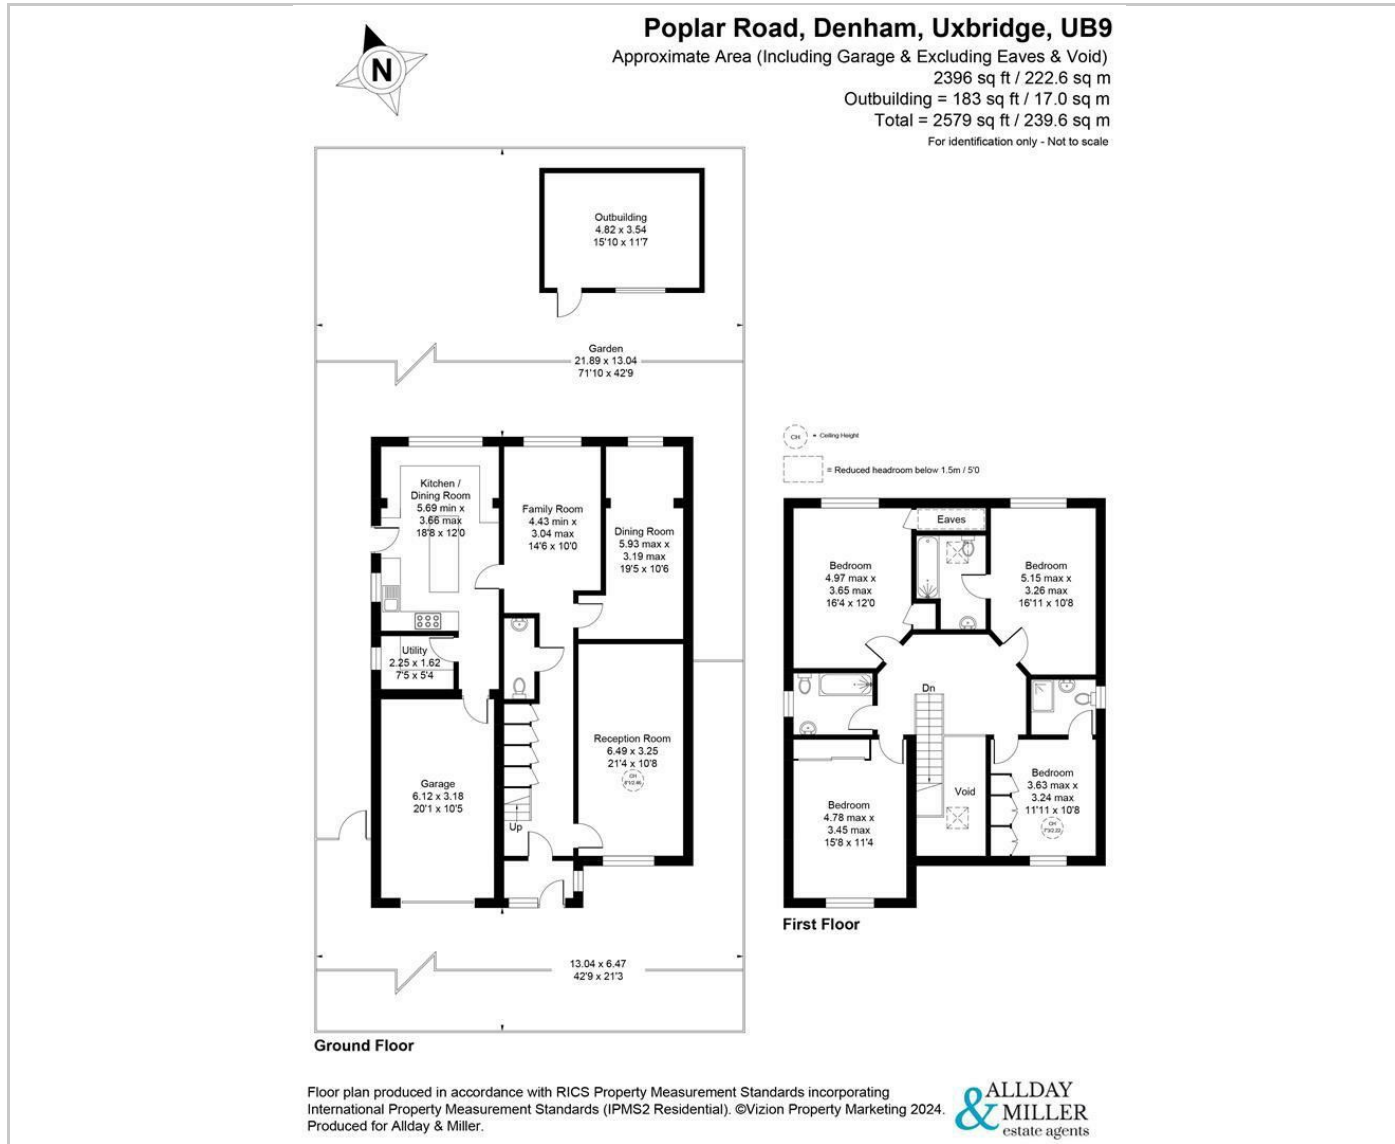 Poplar Road, Denham, Uxbridge, UB9
Approximate Area (Including Garage & Excluding Eaves & Void)
2396 sq ft / 222.6 sq m
Outbuilding = 183 sq ft / 17.0 sq m
Total = 2579 sq ft / 239.6 sq m
For identification only - Not to scale
N
Outbuilding
4.82 x 3.54
15'10 x 11'7
Garden
21.89 x 13.04
71'10 x 42'9
Kitchen /
Dining Room
5.69 min x
3.66 max
18'8 x 12'0
Family Room
4.43 min x
3.04 max
14'6 x 10'0
Dining Room
5.93 max x
3.19 max
19'5 x 10'6
Utility
2.25 x 1.62
7'5 x 5'4
Garage
6.12 x 3.18
20'1 x 10'5
Up
Reception Room
6.49 x 3.25
21'4 x 10'8
CH
13.04 x 6.47
42'9 x 21'3
Ground Floor
CH
= Ceiling Height
= Reduced headroom below 1.5m / 5'0
Eaves
Bedroom
4.97 max x
3.65 max
16'4 x 12'0
Bedroom
5.15 max x
3.26 max
16'11 x 10'8
Dn
Void
Bedroom
4.78 max x
3.45 max
15'8 x 11'4
Bedroom
3.63 max x
3.24 max
11'11 x 10'8
CH
First Floor
Floor plan produced in accordance with RICS Property Measurement Standards incorporating
International Property Measurement Standards (IPMS2 Residential). ©Vizion Property Marketing 2024.
Produced for Allday & Miller.
ALLDAY
& MILLER
estate agents